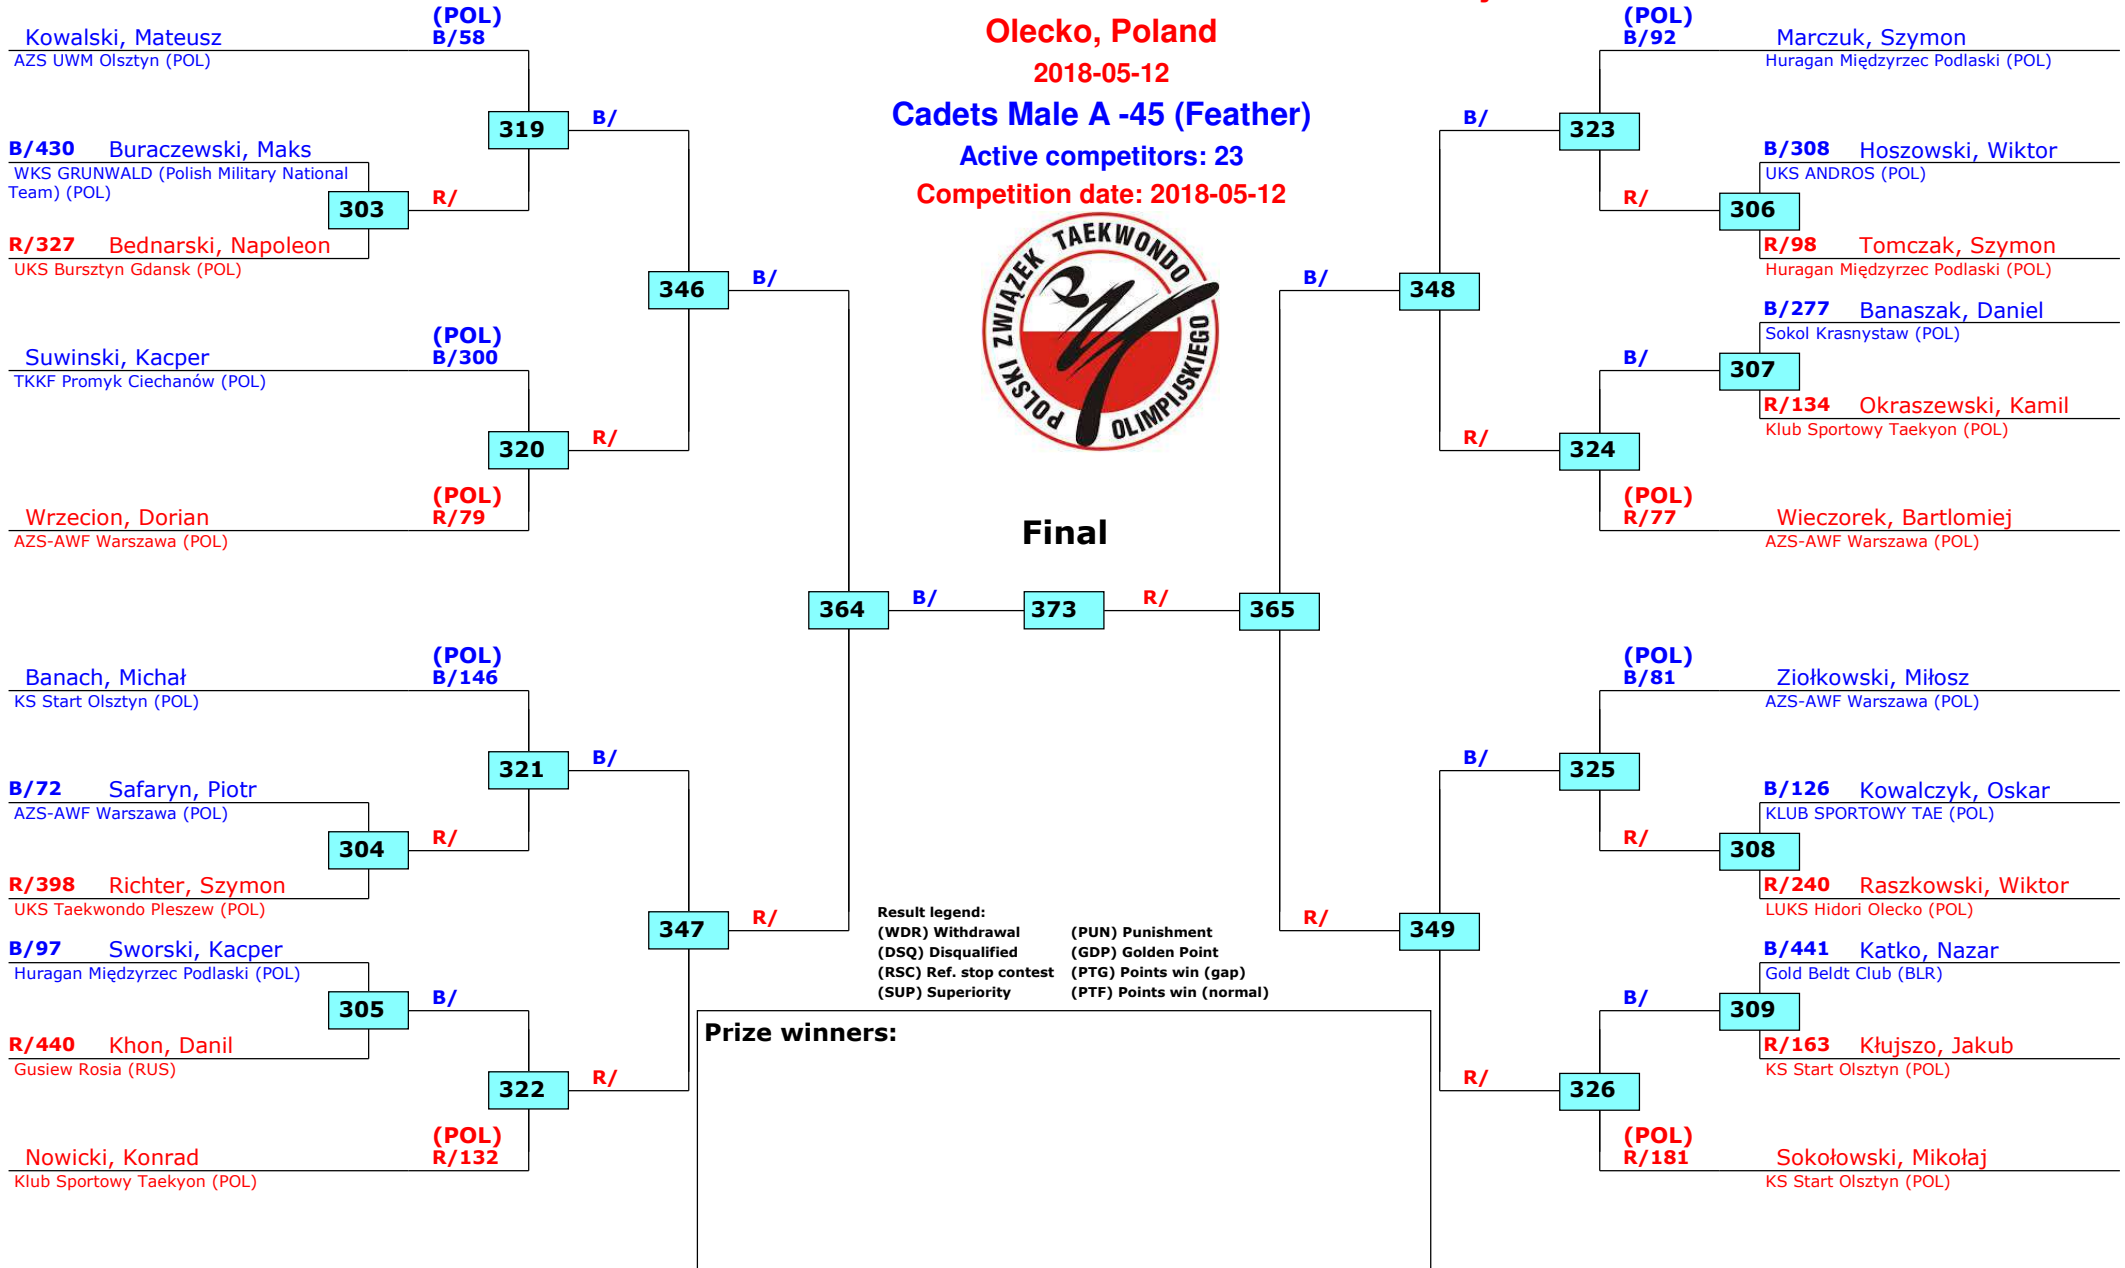 Olecko, Poland
2018-05-12
Cadets Male A -45 (Feather)
Active competitors: 23
Competition date: 2018-05-12
POLSKI ZWIĄZEK TAEKWONDO OLIMPIJSKIEGO
(POL)
Kowalski, Mateusz B/58
AZS UWM Olsztyn (POL)
319
B/
B/430 Buraczewski, Maks
WKS GRUNWALD (Polish Military National
Team) (POL)
303
R/
R/327 Bednarski, Napoleon
UKS Bursztyn Gdansk (POL)
346
B/
(POL)
Suwinski, Kacper B/300
TKKF Promyk Ciechanów (POL)
320
R/
(POL)
Wrzecion, Dorian R/79
AZS-AWF Warszawa (POL)
Final
364
B/
373
R/
365
(POL)
Banach, Michał B/146
KS Start Olsztyn (POL)
321
B/
B/72 Safaryn, Piotr
AZS-AWF Warszawa (POL)
304
R/
R/398 Richter, Szymon
UKS Taekwondo Pleszew (POL)
347
R/
B/97 Sworski, Kacper
Huragan Międzyrzec Podlaski (POL)
305
B/
R/440 Khon, Danil
Gusiew Rosia (RUS)
322
R/
(POL)
Nowicki, Konrad R/132
Klub Sportowy Taekyon (POL)
(POL)
B/92 Marczuk, Szymon
Huragan Międzyrzec Podlaski (POL)
B/
323
B/308 Hoszowski, Wiktor
UKS ANDROS (POL)
R/
306
R/98 Tomczak, Szymon
Huragan Międzyrzec Podlaski (POL)
B/
348
B/277 Banaszak, Daniel
Sokol Krasnystaw (POL)
B/
307
R/134 Okraszewski, Kamil
Klub Sportowy Taekyon (POL)
R/
324
(POL)
R/77 Wieczorek, Bartlomiej
AZS-AWF Warszawa (POL)
(POL)
B/81 Ziołkowski, Miłosz
AZS-AWF Warszawa (POL)
B/
325
B/126 Kowalczyk, Oskar
KLUB SPORTOWY TAE (POL)
R/
308
R/240 Raszkowski, Wiktor
LUKS Hidori Olecko (POL)
R/
349
B/441 Katko, Nazar
Gold Beldt Club (BLR)
B/
309
R/163 Kłujszo, Jakub
KS Start Olsztyn (POL)
R/
326
(POL)
R/181 Sokołowski, Mikołaj
KS Start Olsztyn (POL)
Result legend:
(WDR) Withdrawal (PUN) Punishment
(DSQ) Disqualified (GDP) Golden Point
(RSC) Ref. stop contest (PTG) Points win (gap)
(SUP) Superiority (PTF) Points win (normal)
Prize winners: